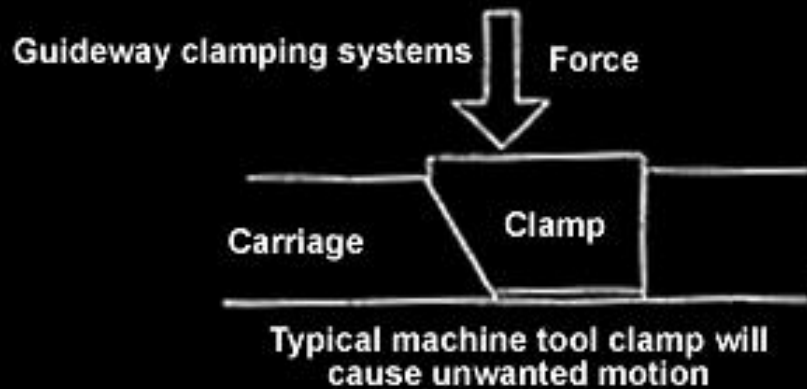 Guideway clamping systems
Force
Carriage
Clamp
Typical machine tool clamp will
cause unwanted motion